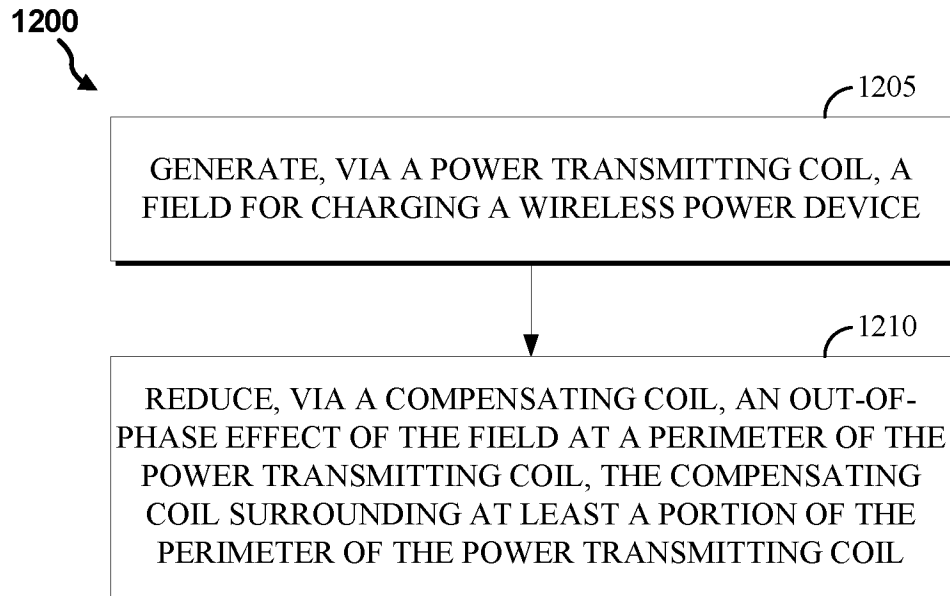 1200
1205
GENERATE, VIA A POWER TRANSMITTING COIL, A
FIELD FOR CHARGING A WIRELESS POWER DEVICE
1210
REDUCE, VIA A COMPENSATING COIL, AN OUT-OF-
PHASE EFFECT OF THE FIELD AT A PERIMETER OF THE
POWER TRANSMITTING COIL, THE COMPENSATING
COIL SURROUNDING AT LEAST A PORTION OF THE
PERIMETER OF THE POWER TRANSMITTING COIL